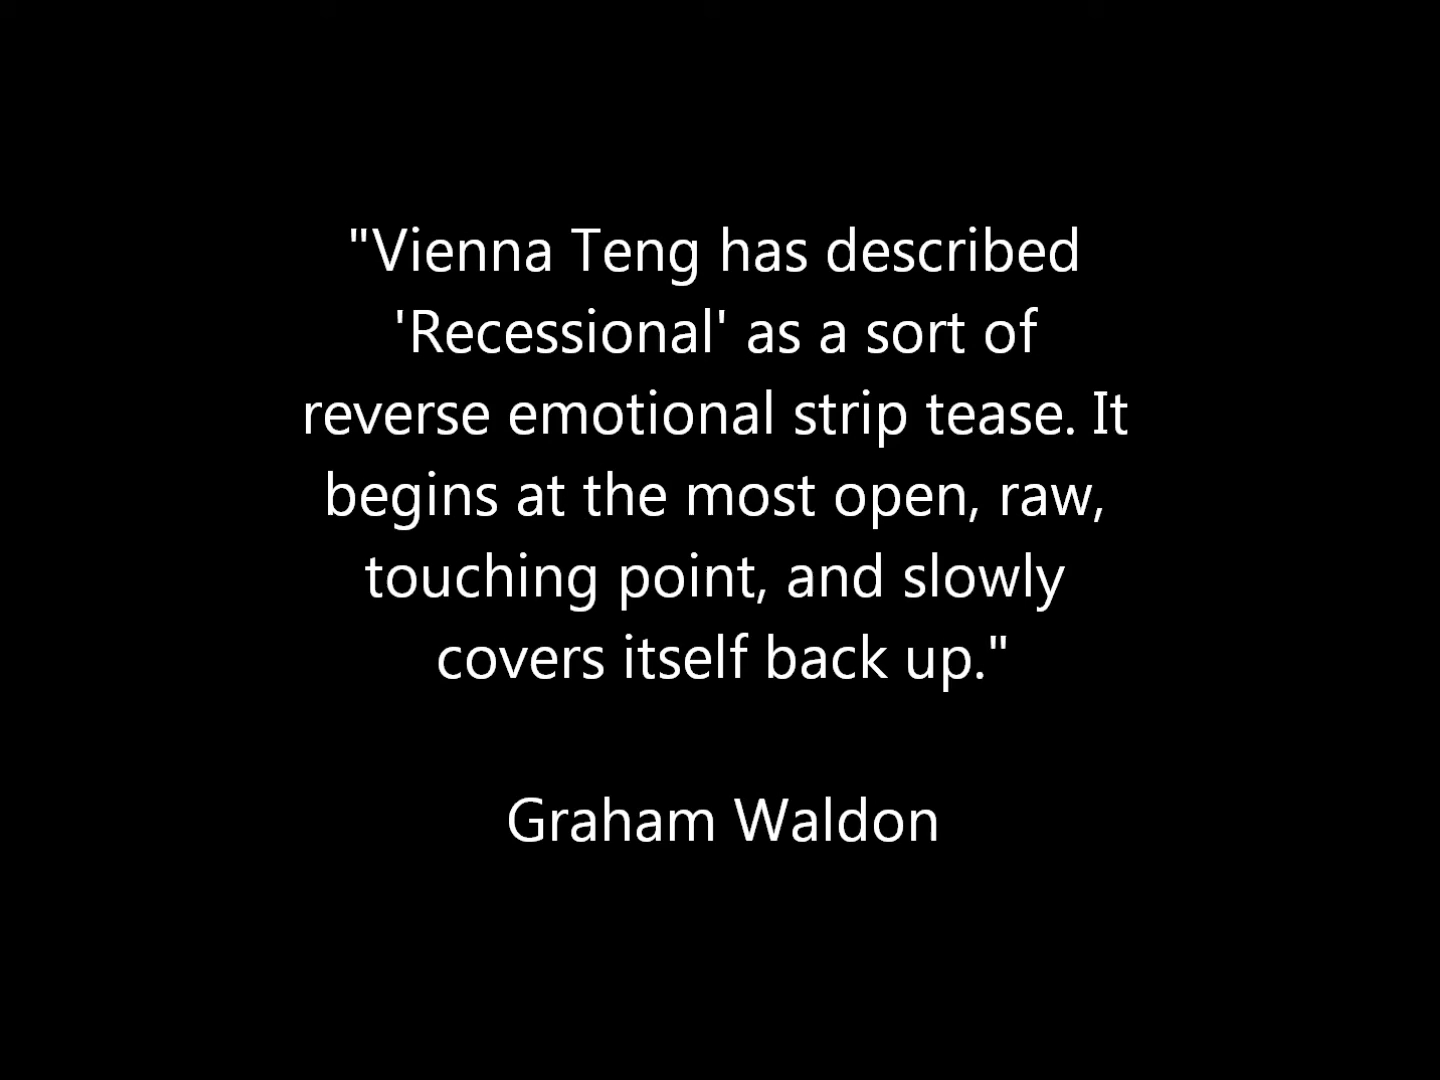 "Vienna Teng has described
'Recessional' as a sort of
reverse emotional strip tease. It
begins at the most open, raw,
touching point, and slowly
covers itself back up."
Graham Waldon